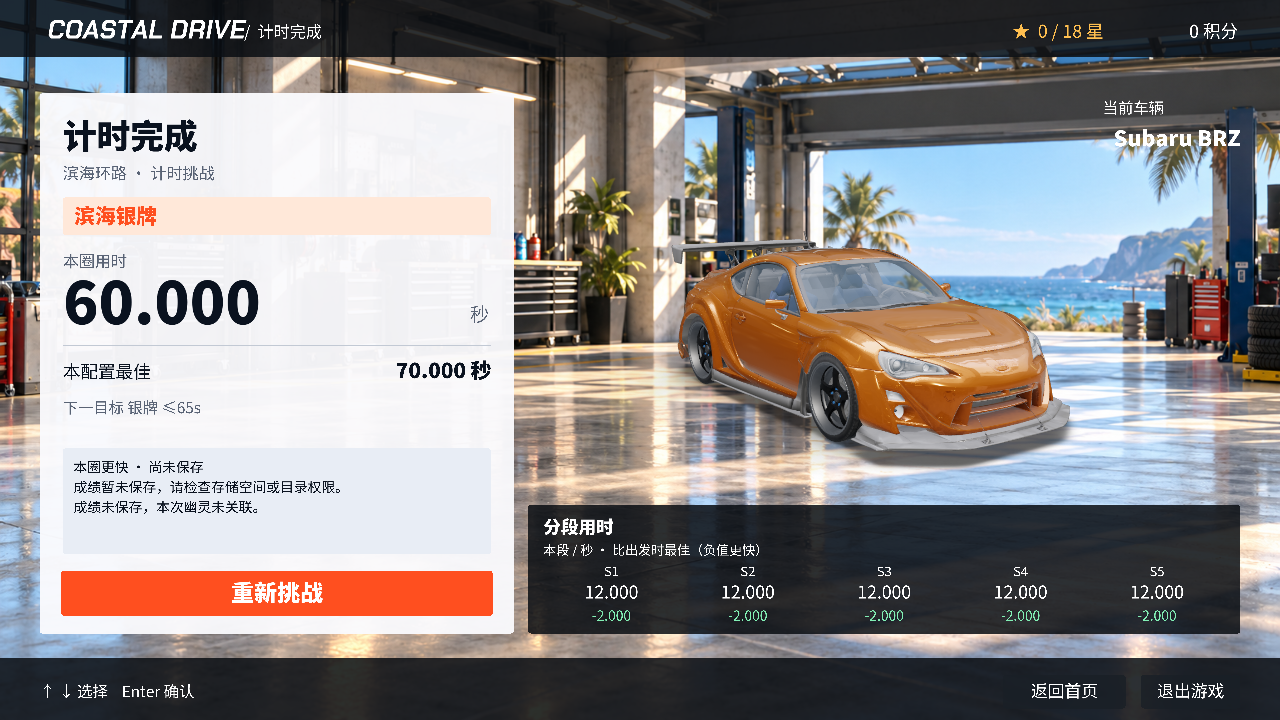 COASTAL DRIVE / 计时完成
★ 0 / 18 星
0 积分
计时完成
滨海环路 · 计时挑战
滨海银牌
本圈用时
60.000 秒
本配置最佳 70.000 秒
下一目标 银牌 ≤65s
本圈更快 · 尚未保存
成绩暂未保存，请检查存储空间或目录权限。
成绩未保存，本次幽灵未关联。
重新挑战
当前车辆
Subaru BRZ
分段用时
本段 / 秒 · 比出发时最佳（负值更快）
S1 S2 S3 S4 S5
12.000 12.000 12.000 12.000 12.000
-2.000 -2.000 -2.000 -2.000 -2.000
↑ ↓ 选择 Enter 确认
返回首页
退出游戏